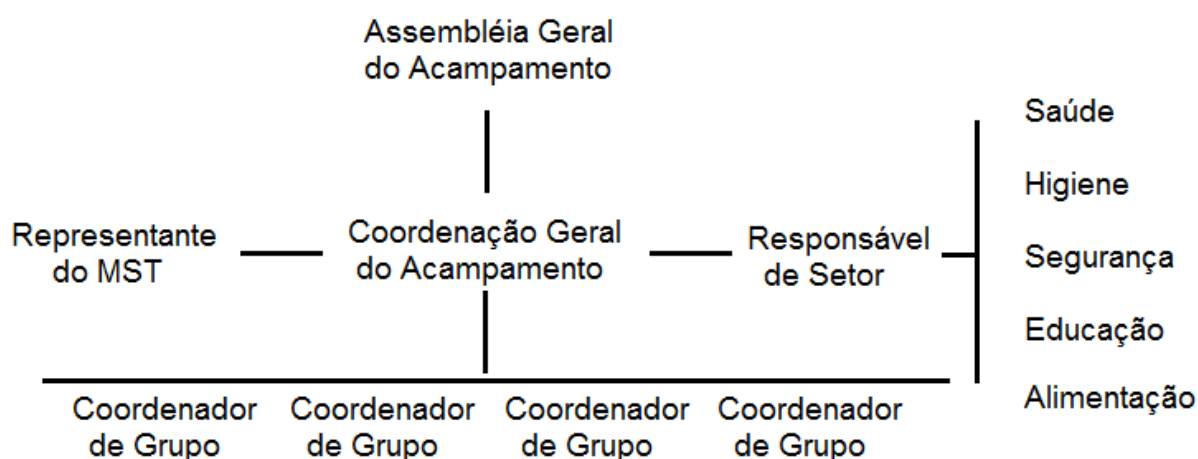 Assembléia Geral
do Acampamento
Representante
do MST
Coordenação Geral
do Acampamento
Responsável
de Setor
Saúde
Higiene
Segurança
Educação
Alimentação
Coordenador
de Grupo
Coordenador
de Grupo
Coordenador
de Grupo
Coordenador
de Grupo